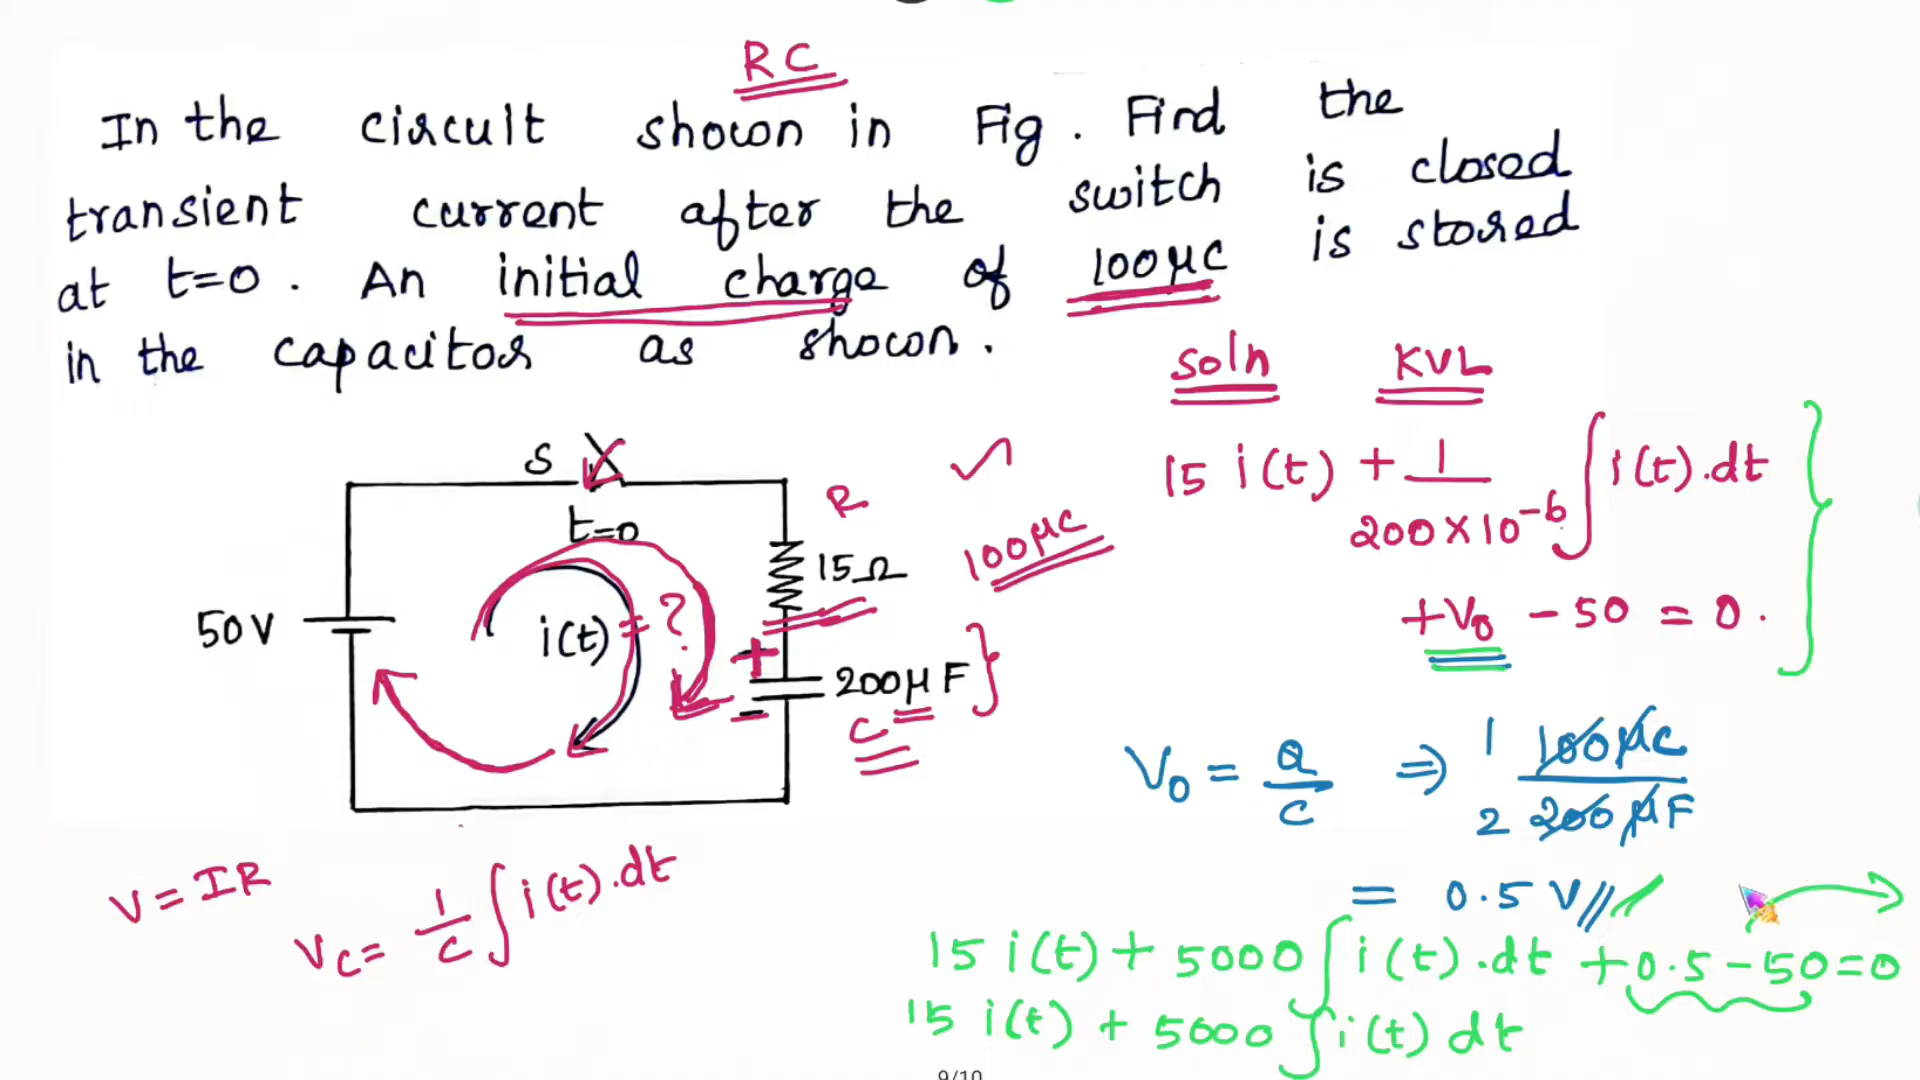 RC
In the circuit shown in Fig. Find the
transient current after the switch is closed
at t=0. An initial charge of 100μC is stored
in the capacitor as shown.
soln KVL
S
t=0
R
15Ω
100μC
50V
i(t) = ?
+
-
200μF
C
15 i(t) + 1/200×10⁻⁶ ∫i(t).dt
+V₀ - 50 = 0.
V₀ = Q/C ⇒ 1 100μC / 2 200μF
= 0.5 V//
V = IR
Vc = 1/C ∫i(t).dt
15 i(t) + 5000 ∫i(t).dt + 0.5 - 50 = 0
15 i(t) + 5000 ∫i(t) dt
9/10